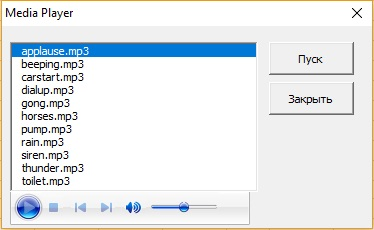 Media Player
applause.mp3
beeping.mp3
carstart.mp3
dialup.mp3
gong.mp3
horses.mp3
pump.mp3
rain.mp3
siren.mp3
thunder.mp3
toilet.mp3
Пуск
Закрыть